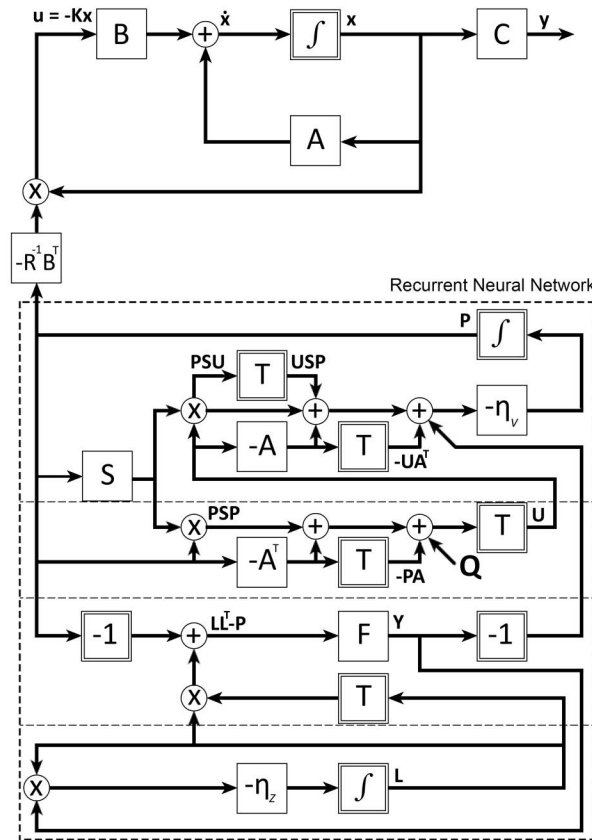 u = -Kx
B
+
ẋ
∫
x
C
y
A
X
-R⁻¹Bᵀ
Recurrent Neural Network
P
∫
PSU
T
USP
X
+
+
-η_v
-A
T
-UAᵀ
S
PSP
X
+
+
T
U
-Aᵀ
T
-PA
Q
-1
+
LLᵀ-P
F
Y
-1
X
T
X
-η_z
∫
L